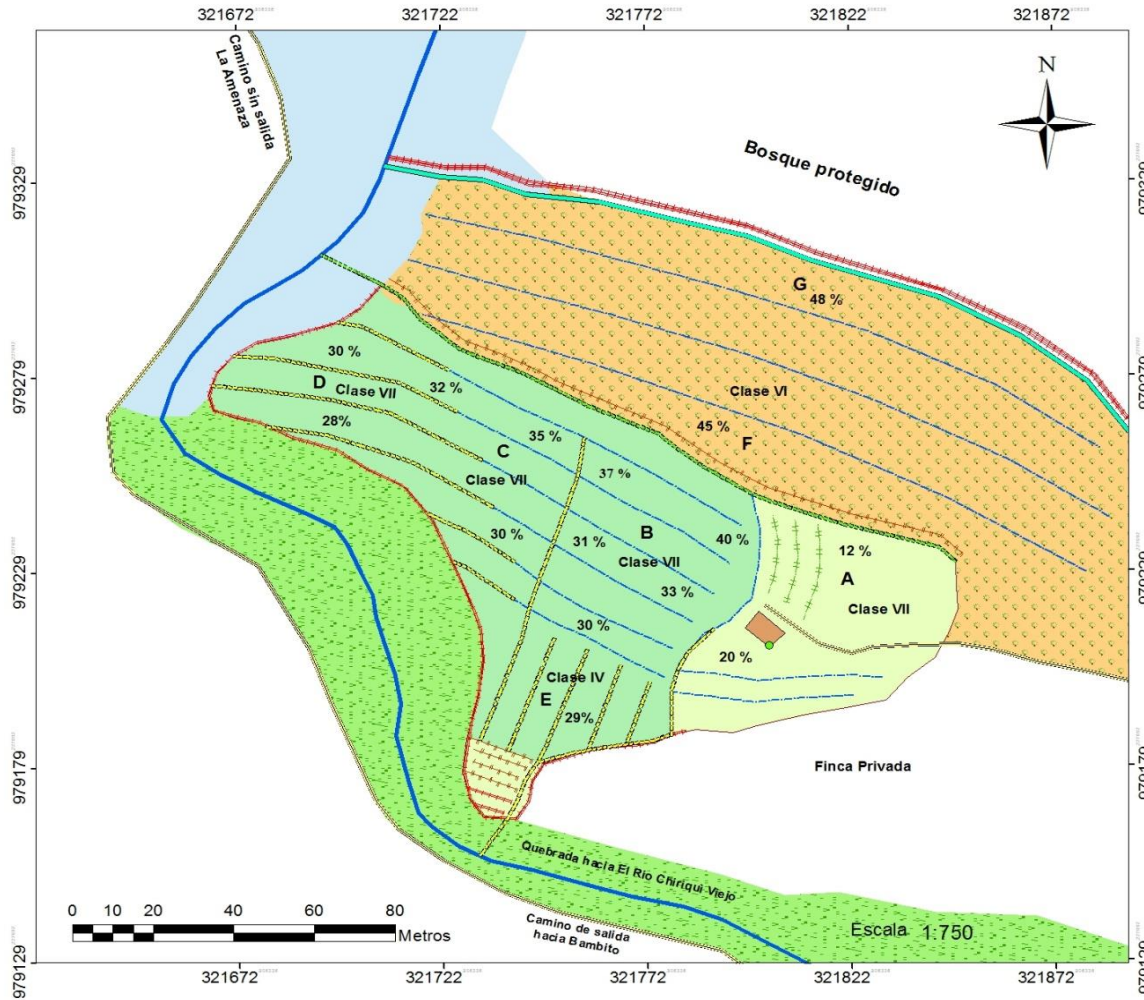 321672
321722
321772
321822
321872
Camino sin salida
La Amenaza
N
Bosque protegido
979329
G
48 %
979279
30 %
D
Clase VII
32 %
28%
Clase VI
35 %
45 %
F
C
37 %
Clase VII
B
30 %
31 %
40 %
12 %
Clase VII
A
33 %
Clase VII
979229
30 %
20 %
Clase IV
E
29%
979179
Finca Privada
Quebrada hacia El Rio Chiriqui Viejo
0 10 20 40 60 80
Metros
Camino de salida
hacia Bambito
Escala 1:750
979129
321672
321722
321772
321822
321872